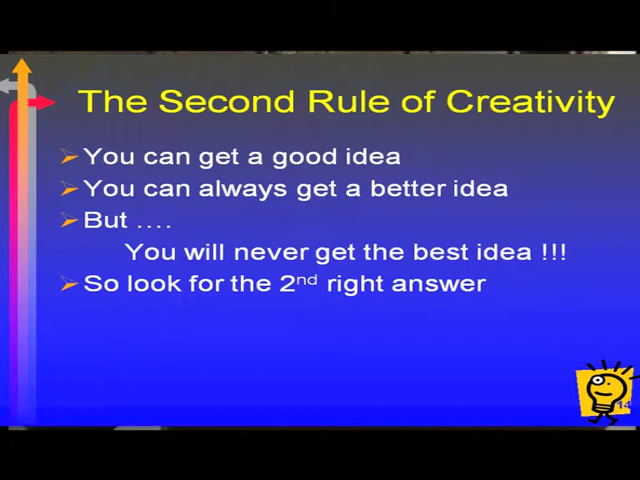 The Second Rule of Creativity
You can get a good idea
You can always get a better idea
But ....
You will never get the best idea !!!
So look for the 2nd right answer
14